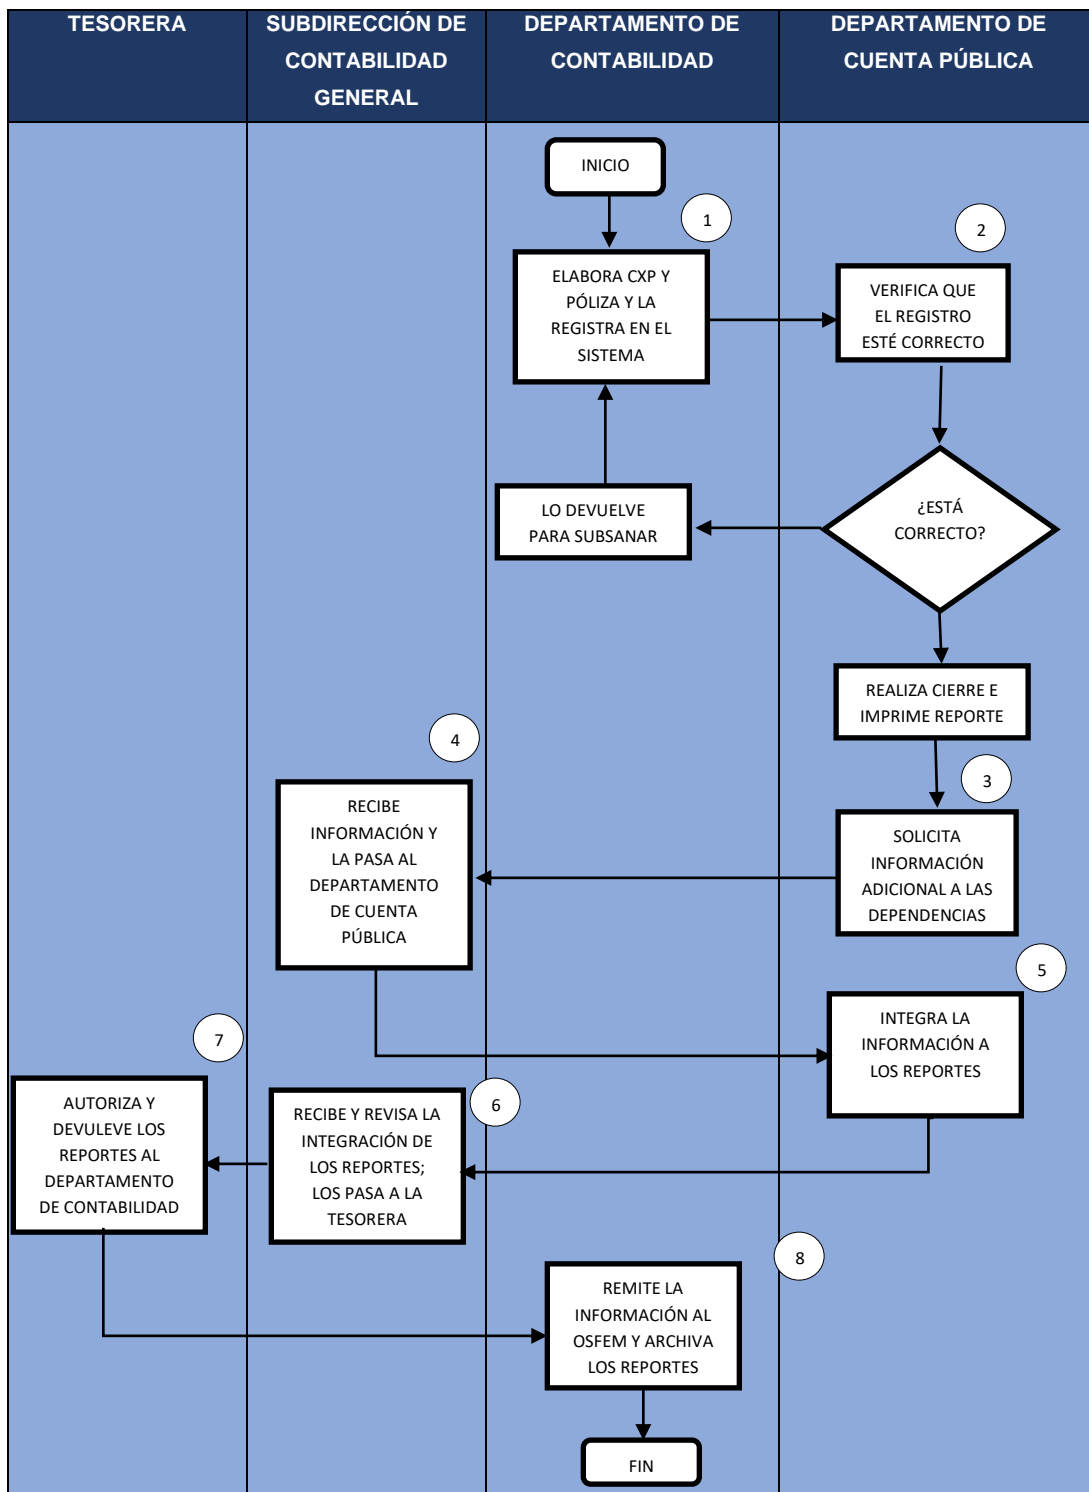 TESORERA
SUBDIRECCIÓN DE
CONTABILIDAD
GENERAL
DEPARTAMENTO DE
CONTABILIDAD
DEPARTAMENTO DE
CUENTA PÚBLICA
INICIO
1
ELABORA CXP Y
PÓLIZA Y LA
REGISTRA EN EL
SISTEMA
2
VERIFICA QUE
EL REGISTRO
ESTÉ CORRECTO
¿ESTÁ
CORRECTO?
LO DEVUELVE
PARA SUBSANAR
REALIZA CIERRE E
IMPRIME REPORTE
3
SOLICITA
INFORMACIÓN
ADICIONAL A LAS
DEPENDENCIAS
4
RECIBE
INFORMACIÓN Y
LA PASA AL
DEPARTAMENTO
DE CUENTA
PÚBLICA
5
INTEGRA LA
INFORMACIÓN A
LOS REPORTES
6
RECIBE Y REVISA LA
INTEGRACIÓN DE
LOS REPORTES;
LOS PASA A LA
TESORERA
7
AUTORIZA Y
DEVULEVE LOS
REPORTES AL
DEPARTAMENTO
DE CONTABILIDAD
8
REMITE LA
INFORMACIÓN AL
OSFEM Y ARCHIVA
LOS REPORTES
FIN